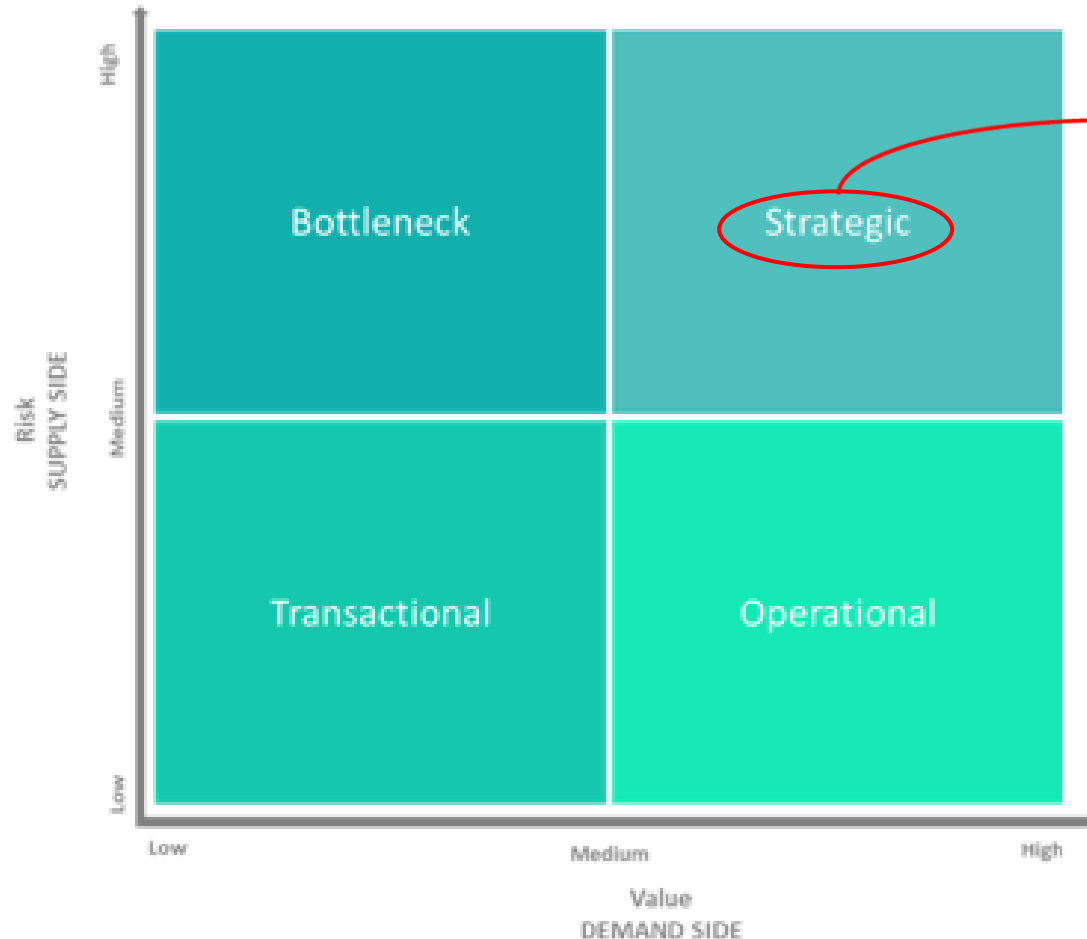 High
Bottleneck
Strategic
Risk
SUPPLY SIDE
Medium
Transactional
Operational
Low
Low
Medium
High
Value
DEMAND SIDE